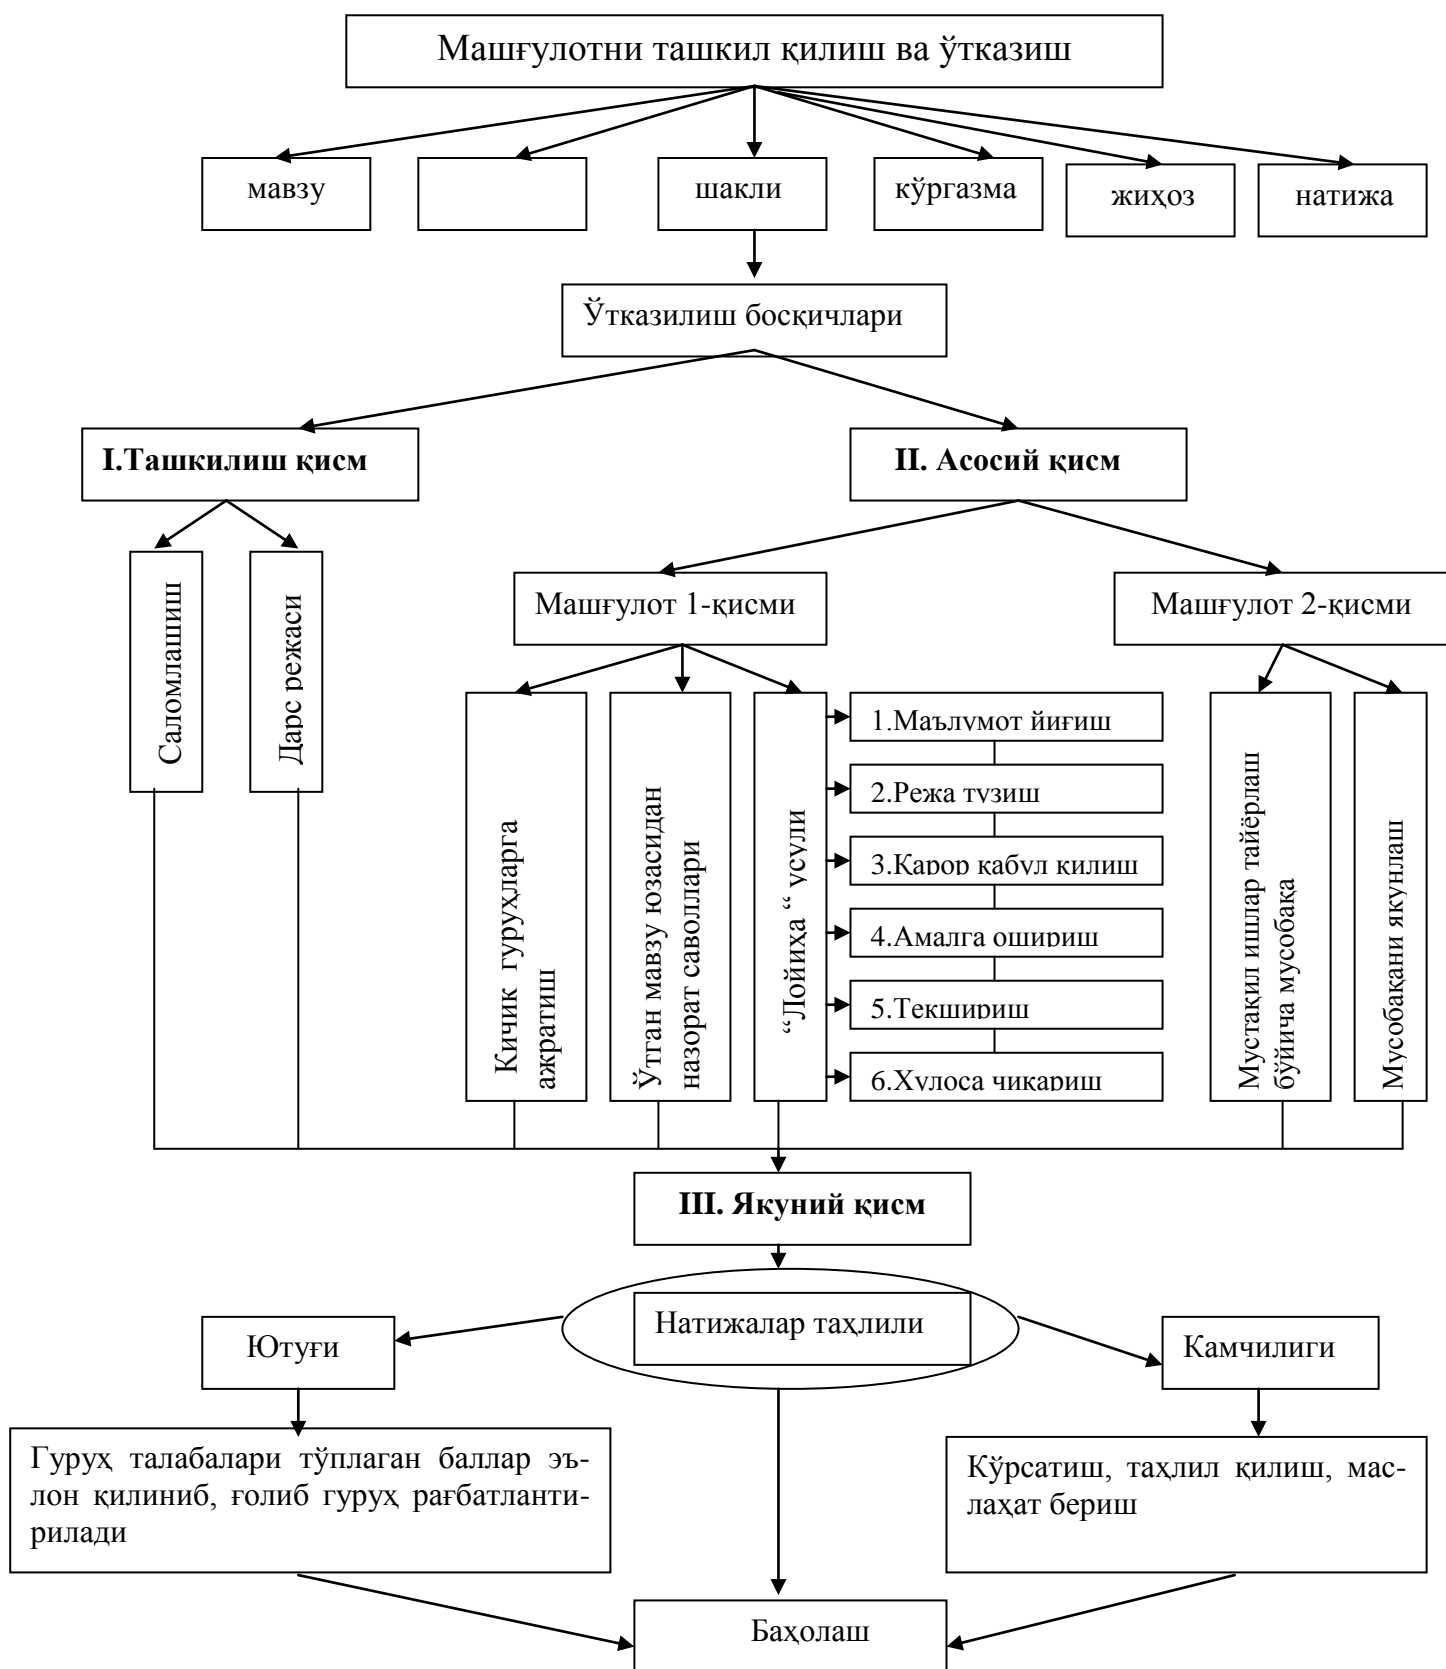 Машғулотни ташкил қилиш ва ўтказиш
мавзу
шакли
кўргазма
жиҳоз
натижа
Ўтказилиш босқичлари
I.Ташкилиш қисм
II. Асосий қисм
Саломлашиш
Дарс режаси
Машғулот 1-қисми
Машғулот 2-қисми
Кичик гуруҳларга
ажратиш
Ўтган мавзу юзасидан
назорат саволлари
“Лойиҳа “ усули
1.Маълумот йиғиш
2.Режа тузиш
3.Қарор қабул қилиш
4.Амалга ошириш
5.Текшириш
6.Хулоса чиқариш
Мустақил ишлар тайёрлаш
бўйича мусобақа
Мусобақани якунлаш
III. Якуний қисм
Натижалар таҳлили
Ютуғи
Камчилиги
Гуруҳ талабалари тўплаган баллар эъ-
лон қилиниб, ғолиб гуруҳ рағбатланти-
рилади
Кўрсатиш, таҳлил қилиш, мас-
лаҳат бериш
Баҳолаш